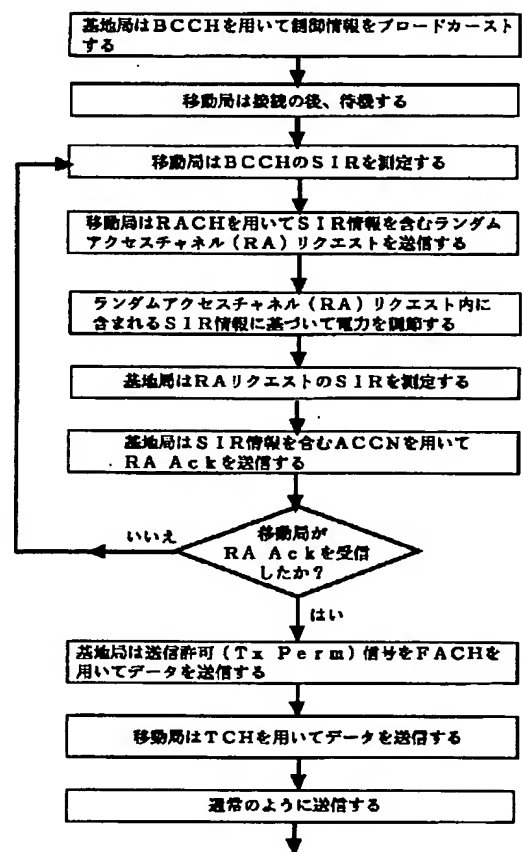 基地局はBCCHを用いて制御情報をブロードカースト
する
移動局は接続の後、待機する
移動局はBCCHのSIRを測定する
移動局はRACHを用いてSIR情報を含むランダム
アクセスチャネル(RA)リクエストを送信する
ランダムアクセスチャネル(RA)リクエスト内に
含まれるSIR情報に基づいて電力を調節する
基地局はRAリクエストのSIRを測定する
基地局はSIR情報を含むACCNを用いて
RA Ackを送信する
いいえ
移動局が
RA Ackを受信
したか?
はい
基地局は送信許可(Tx Perm)信号をFACHを
用いてデータを送信する
移動局はTCHを用いてデータを送信する
通常のように送信する